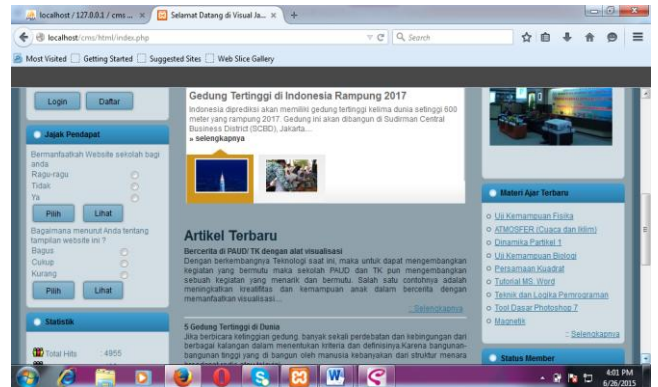 localhost / 127.0.0.1 / cms ...
Selamat Datang di Visual Ja...
localhost/cms/html/index.php
Search
Most Visited
Getting Started
Suggested Sites
Web Slice Gallery
Login
Daftar
Jajak Pendapat
Bermanfaatkah Website sekolah bagi
anda
Ragu-ragu
Tidak
Ya
Pilih
Lihat
Bagaimana menurut Anda tentang
tampilan website ini ?
Bagus
Cukup
Kurang
Pilih
Lihat
Statistik
Total Hits : 4955
Gedung Tertinggi di Indonesia Rampung 2017
Indonesia diprediksi akan memiliki gedung tertinggi kelima dunia setinggi 600
meter yang rampung 2017. Gedung ini akan dibangun di Sudirman Central
Business District (SCBD), Jakarta....
» selengkapnya
Artikel Terbaru
Bercerita di PAUD/ TK dengan alat visualisasi
Dengan berkembangnya Teknologi saat ini, maka untuk dapat mengembangkan
kegiatan yang bermutu maka sekolah PAUD dan TK pun mengembangkan
sebuah kegiatan yang menarik dan bermutu. Salah satu contohnya adalah
meningkatkan kreatifitas dan kemampuan anak dalam bercerita dengan
memanfaatkan visualisasi...
:: Selengkapnya
5 Gedung Tertinggi di Dunia
Jika berbicara ketinggian gedung, banyak sekali perdebatan dan kebingungan dari
berbagai kalangan dalam menentukan kriteria dan definisinya.Karena bangunan-
bangunan tinggi yang di bangun oleh manusia kebanyakan dari struktur menara
Materi Ajar Terbaru
Uji Kemampuan Fisika
ATMOSFER (Cuaca dan Iklim)
Dinamika Partikel 1
Uji Kemampuan Biologi
Persamaan Kuadrat
Tutorial MS. Word
Teknik dan Logika Pemrograman
Tool Dasar Photoshop 7
Magnetik
:: Selengkapnya
Status Member
4:01 PM
6/26/2015